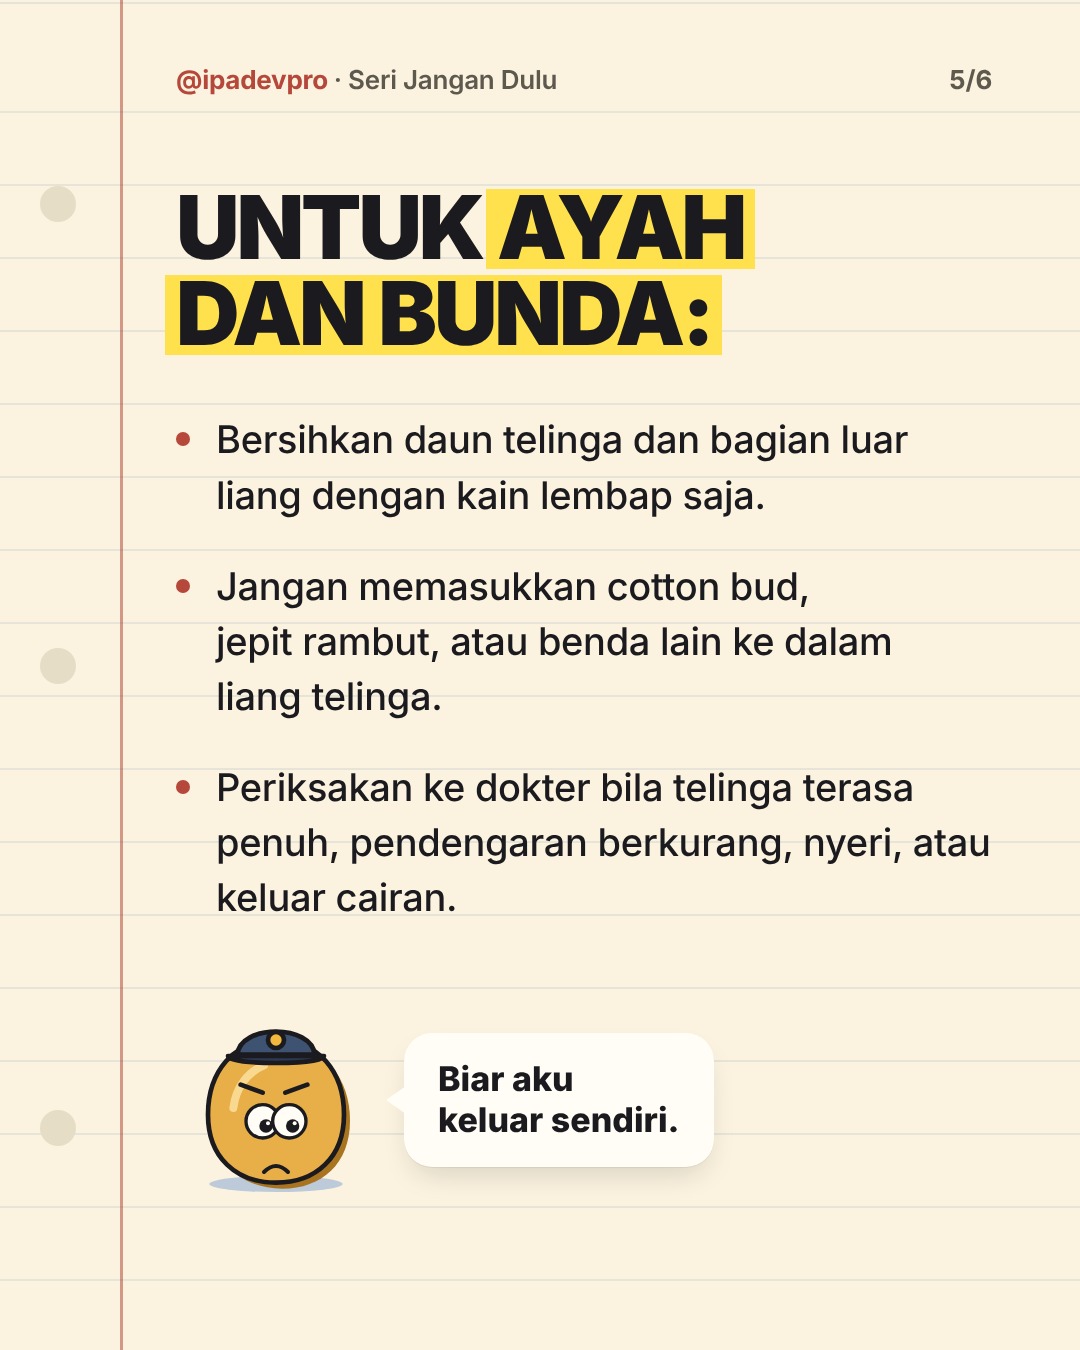 @ipadevpro · Seri Jangan Dulu 5/6
UNTUK AYAH
DAN BUNDA:
• Bersihkan daun telinga dan bagian luar
liang dengan kain lembap saja.
• Jangan memasukkan cotton bud,
jepit rambut, atau benda lain ke dalam
liang telinga.
• Periksakan ke dokter bila telinga terasa
penuh, pendengaran berkurang, nyeri, atau
keluar cairan.
Biar aku
keluar sendiri.